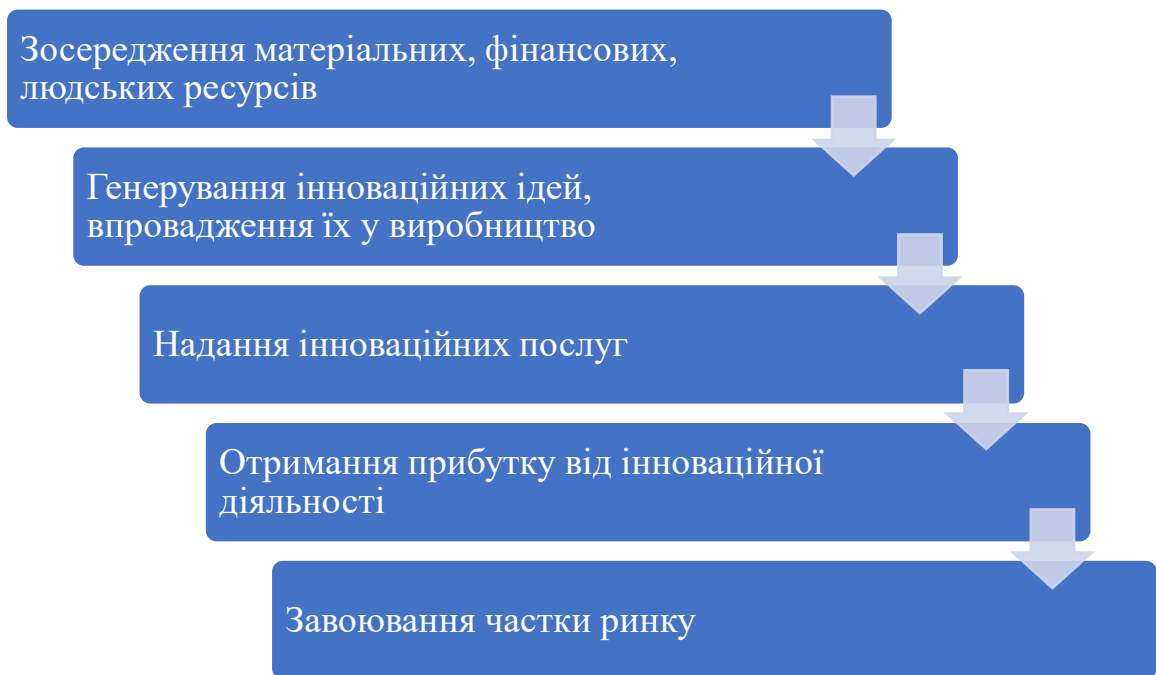 Зосередження матеріальних, фінансових,
людських ресурсів
Генерування інноваційних ідей,
впровадження їх у виробництво
Надання інноваційних послуг
Отримання прибутку від інноваційної
діяльності
Завоювання частки ринку